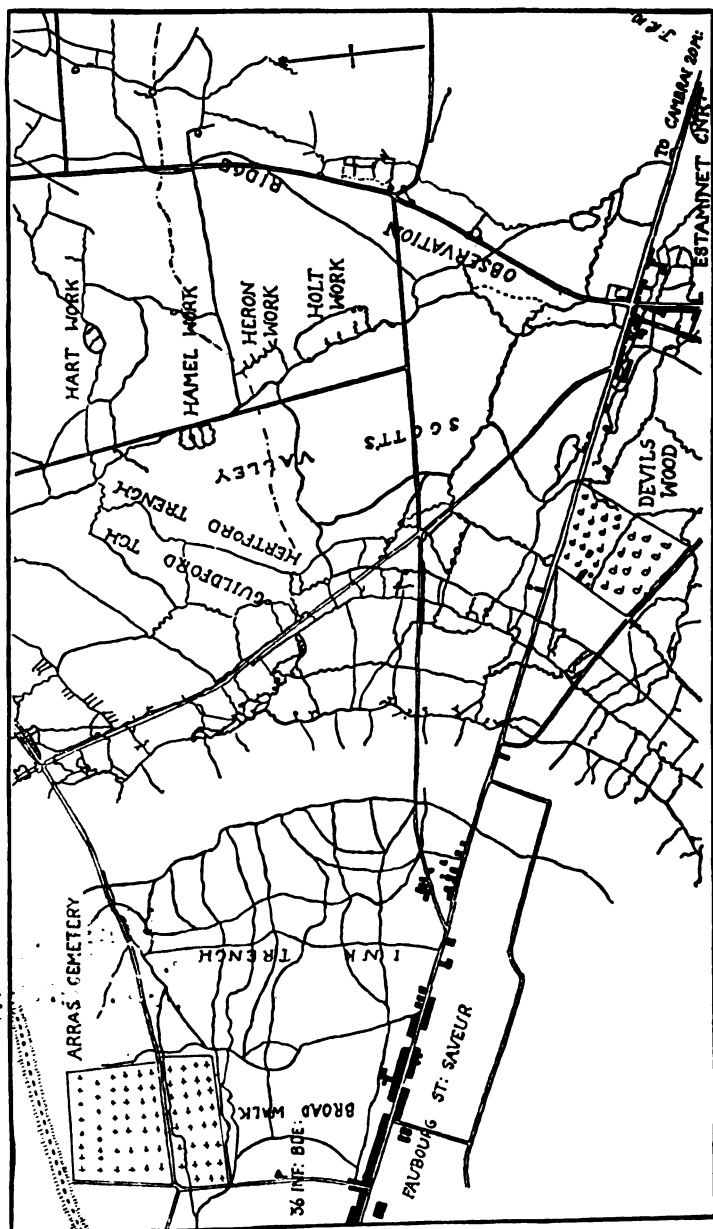 J.R.W
TO CAMBRAI 20M:
ESTAMINET CNR:
RIDGE
OBSERVATION
HART WORK
HAMEL WORK
HERON
WORK
HOLT
WORK
SCOTT'S
VALLEY
HERTFORD TRENCH
GUILDFORD TCH
DEVILS
WOOD
ARRAS CEMETERY
INK TRENCH
BROAD WALK
36 INF: BDE:
FAUBOURG ST: SAVEUR